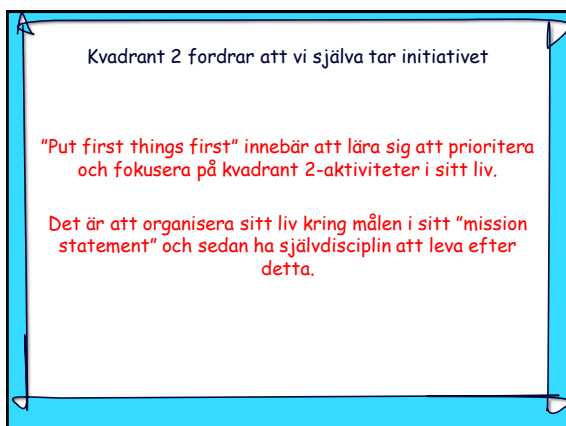 Kvadrant 2 fordrar att vi själva tar initiativet
”Put first things first” innebär att lära sig att prioritera
och fokusera på kvadrant 2-aktiviteter i sitt liv.
Det är att organisera sitt liv kring målen i sitt ”mission
statement” och sedan ha självdisciplin att leva efter
detta.